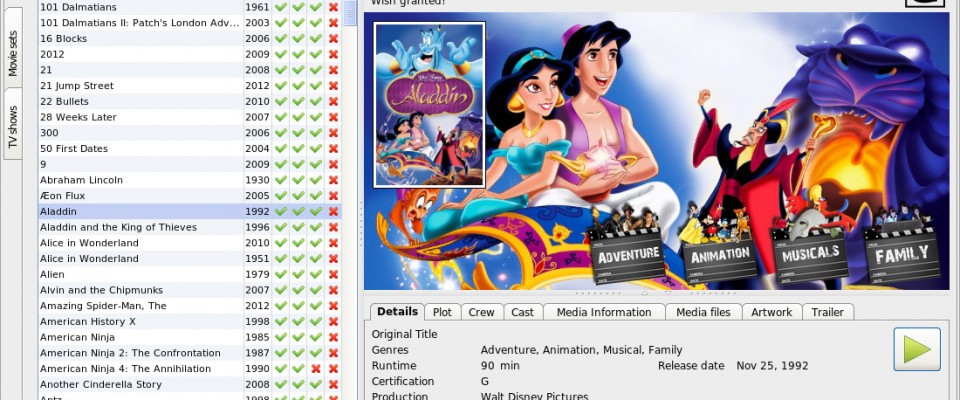 Wish granted!
Movie sets
TV shows
101 Dalmatians 1961
101 Dalmatians II: Patch's London Adv... 2003
16 Blocks 2006
2012 2009
21 2008
21 Jump Street 2012
22 Bullets 2010
28 Weeks Later 2007
300 2006
50 First Dates 2004
9 2009
Abraham Lincoln 1930
Æon Flux 2005
Aladdin 1992
Aladdin and the King of Thieves 1996
Alice in Wonderland 2010
Alice in Wonderland 1951
Alien 1979
Alvin and the Chipmunks 2007
Amazing Spider-Man, The 2012
American History X 1998
American Ninja 1985
American Ninja 2: The Confrontation 1987
American Ninja 4: The Annihilation 1990
Another Cinderella Story 2008
Antz 1998
Aladdin
ADVENTURE
ANIMATION
MUSICALS
FAMILY
Details Plot Crew Cast Media Information Media files Artwork Trailer
Original Title
Genres Adventure, Animation, Musical, Family
Runtime 90 min Release date Nov 25, 1992
Certification G
Production Walt Disney Pictures